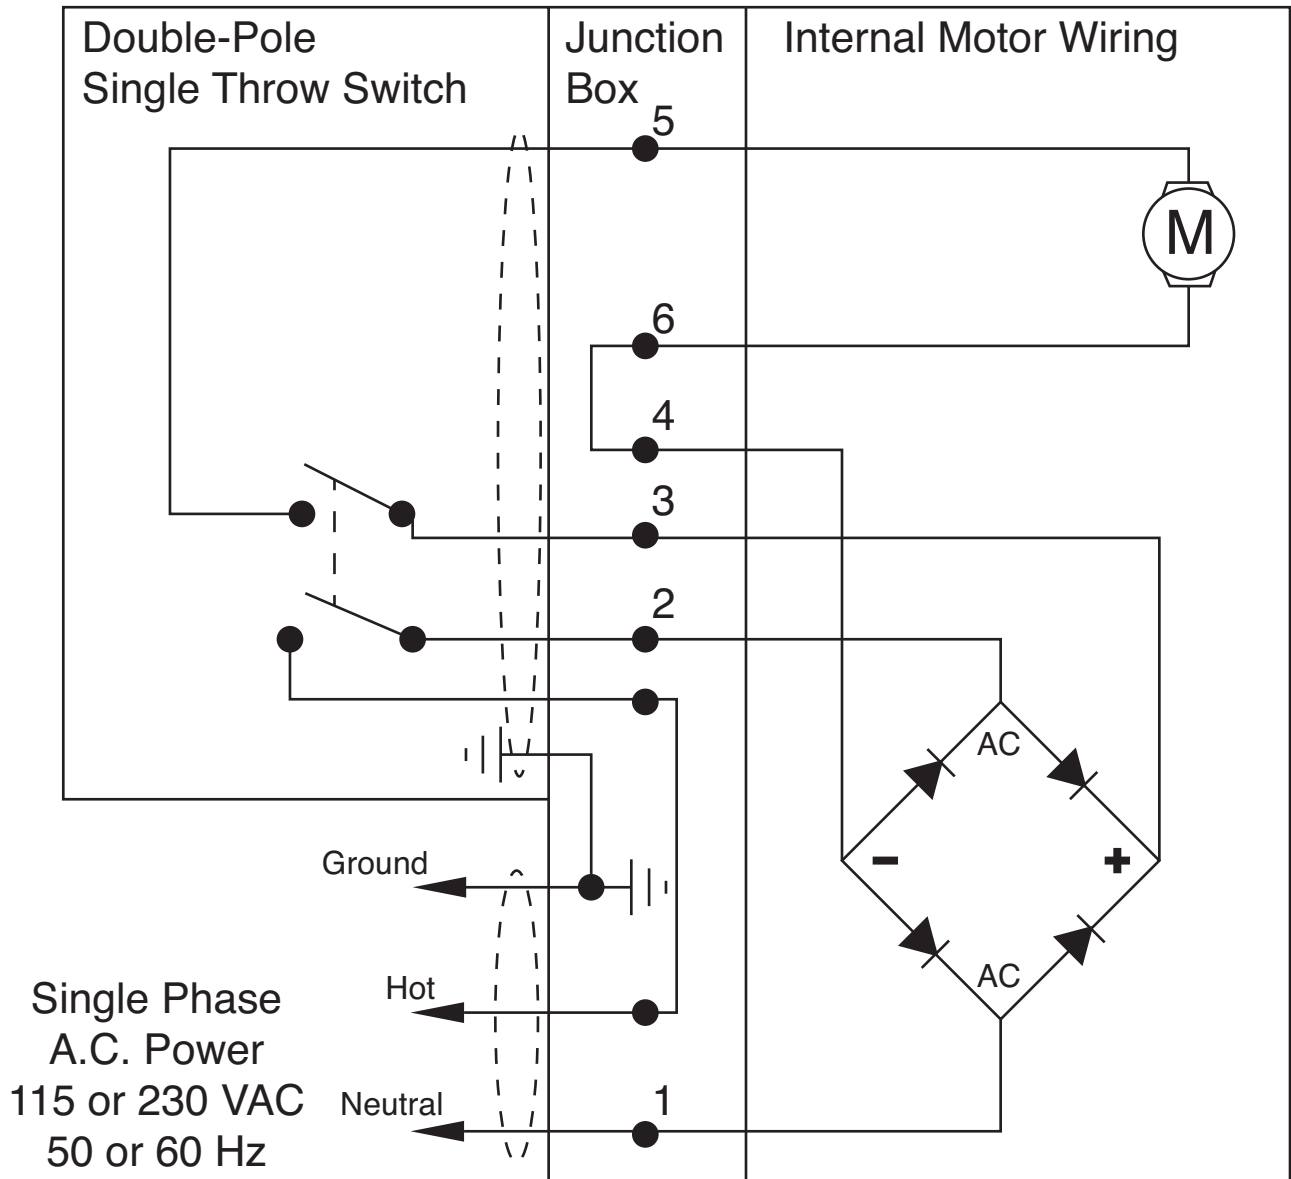 Double-Pole
Single Throw Switch
Junction
Box
Internal Motor Wiring
5
M
6
4
3
2
AC
Ground
− +
AC
Hot
Single Phase
A.C. Power
115 or 230 VAC
50 or 60 Hz
Neutral
1